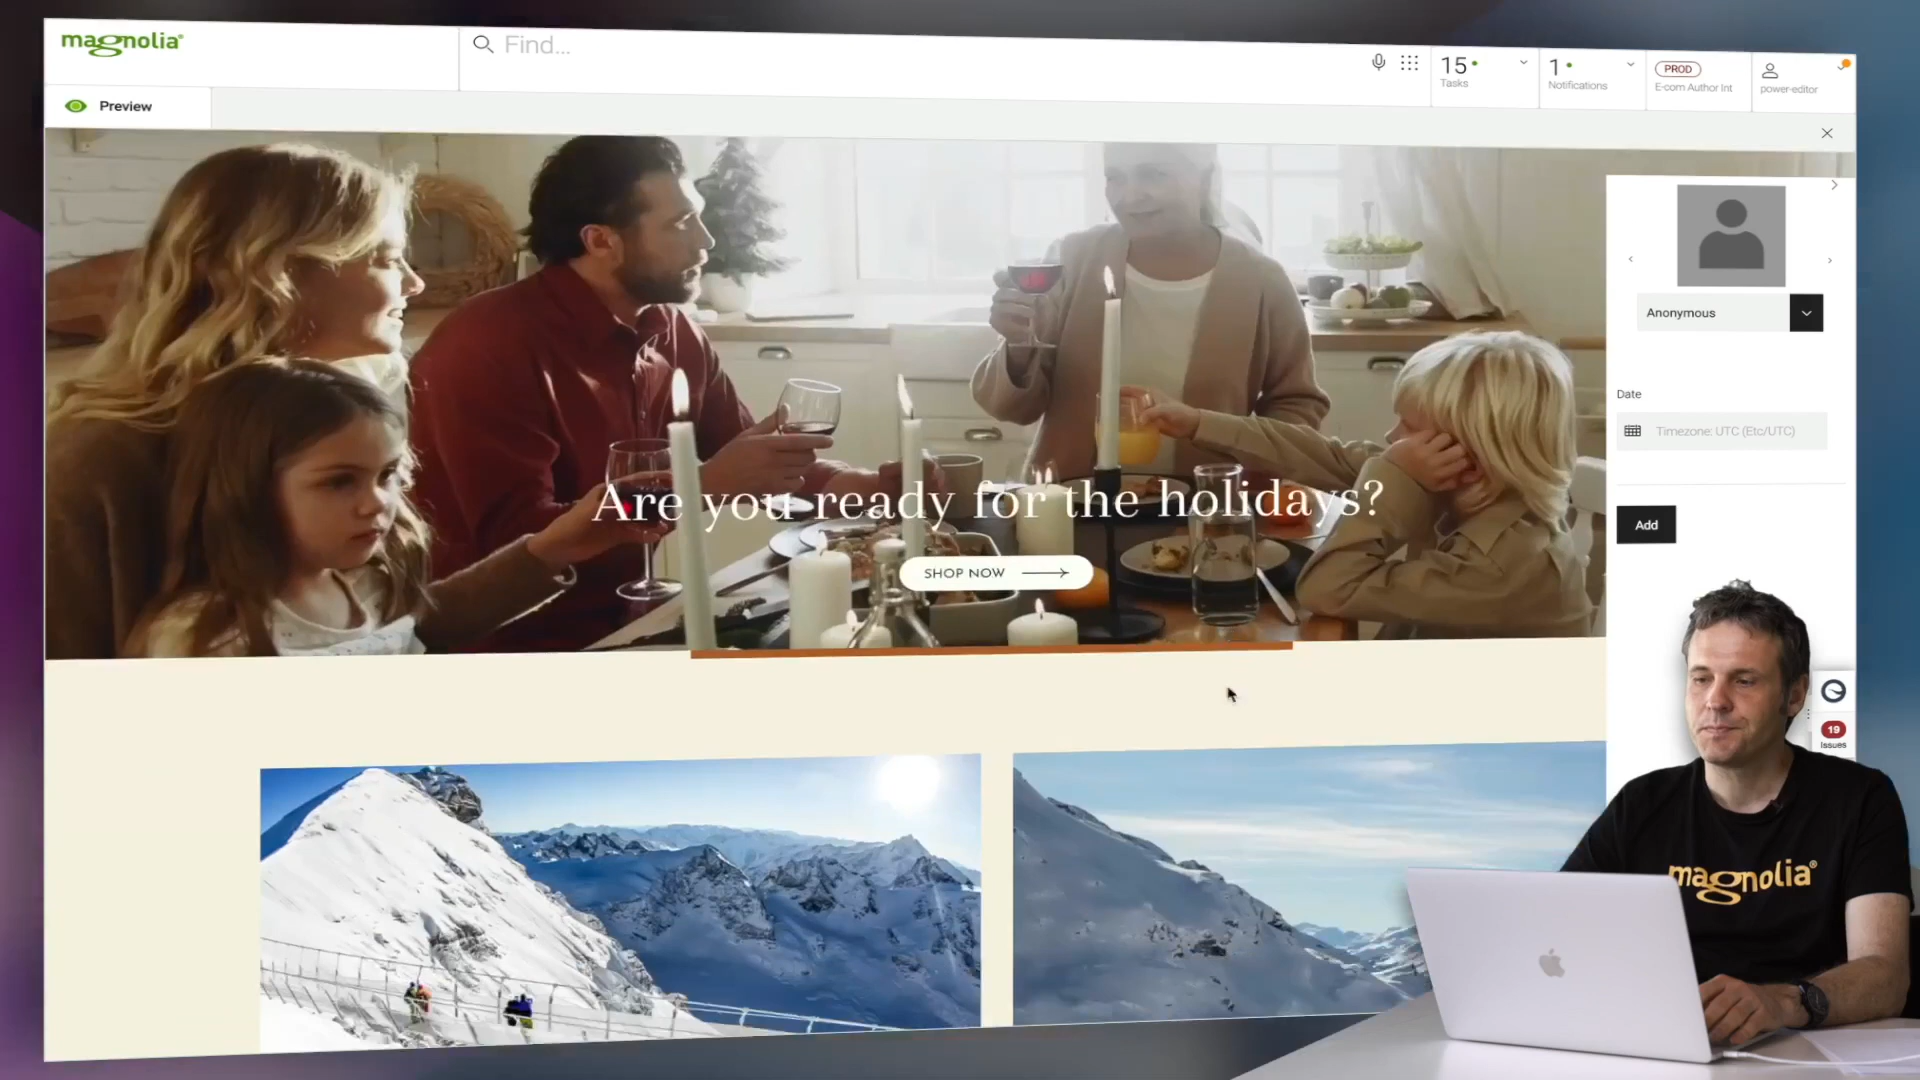 magnolia®
Find...
15
Tasks
1
Notifications
PROD
E-com Author Int
power-editor
Preview
Anonymous
Date
Timezone: UTC (Etc/UTC)
Add
Are you ready for the holidays?
SHOP NOW
19
Issues
magnolia®